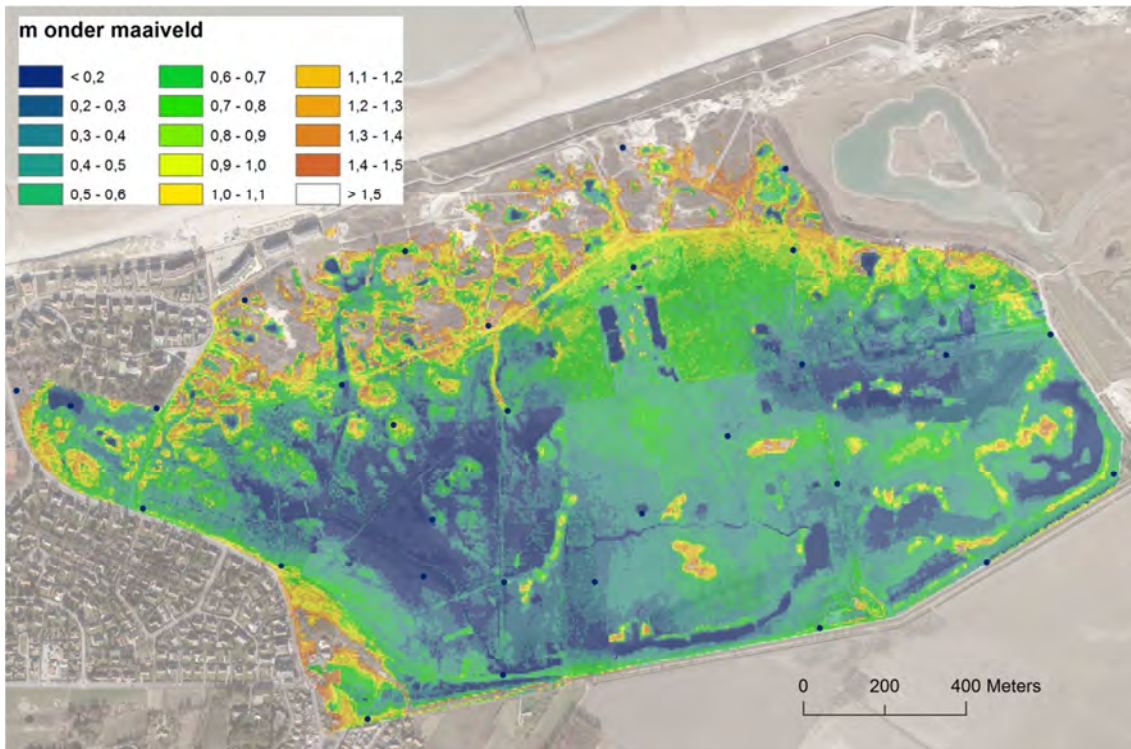 m onder maaiveld
< 0,2
0,2 - 0,3
0,3 - 0,4
0,4 - 0,5
0,5 - 0,6
0,6 - 0,7
0,7 - 0,8
0,8 - 0,9
0,9 - 1,0
1,0 - 1,1
1,1 - 1,2
1,2 - 1,3
1,3 - 1,4
1,4 - 1,5
> 1,5
0 200 400 Meters